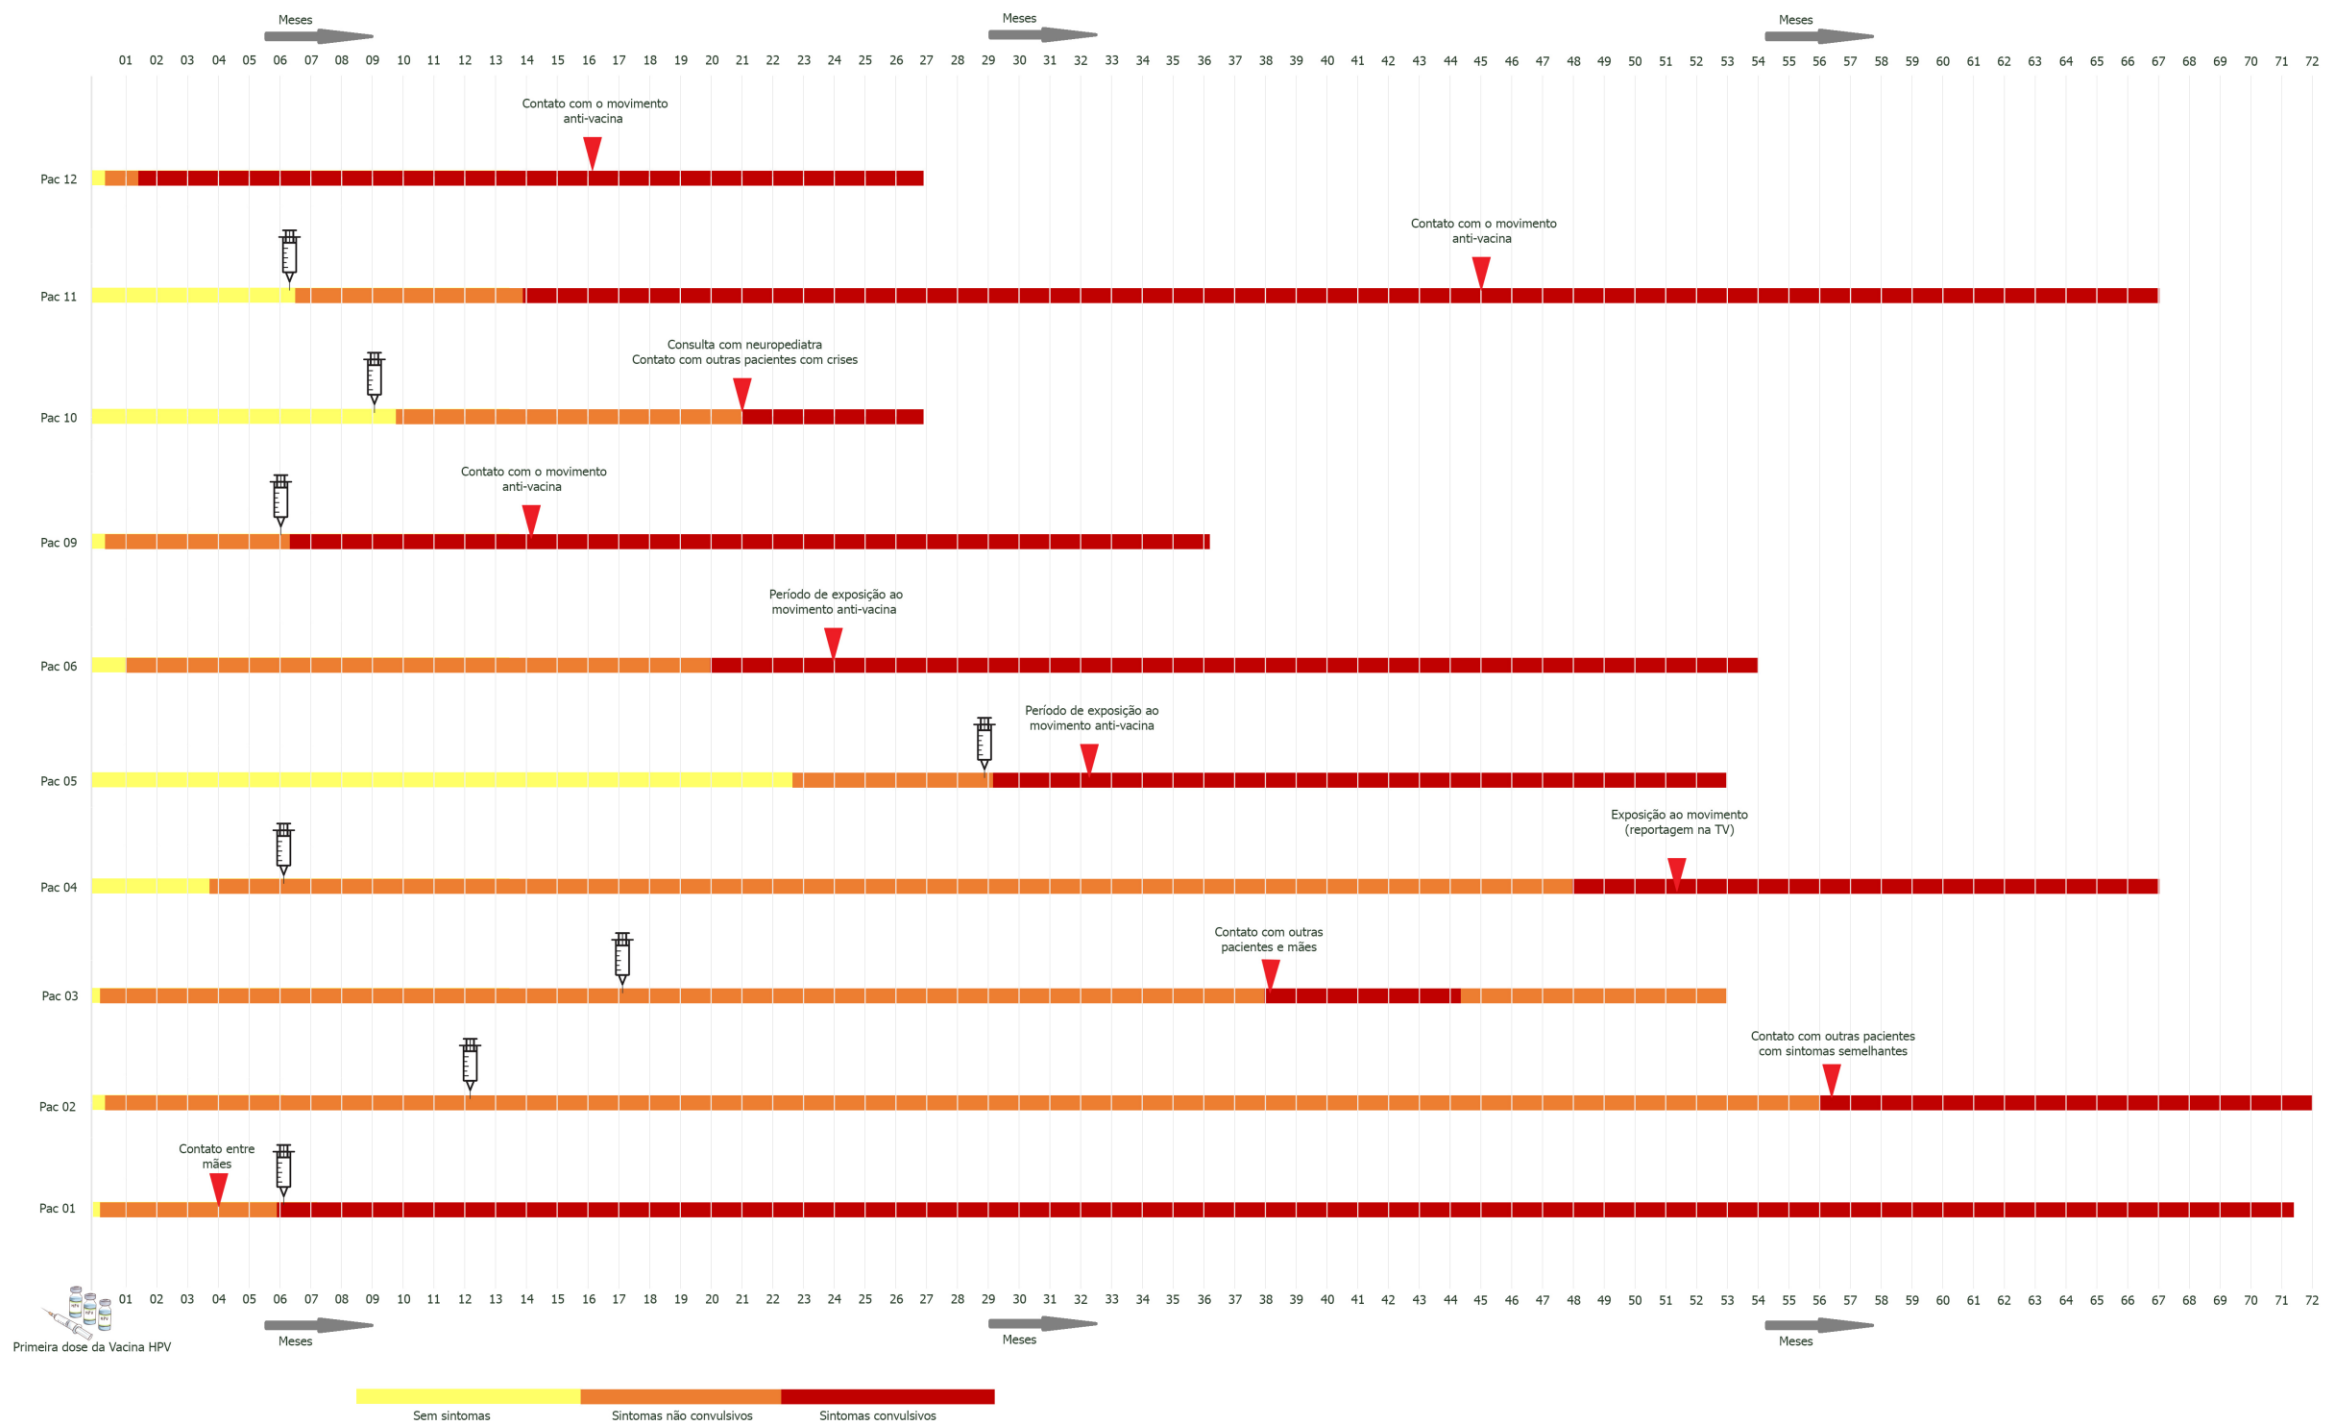 Meses Meses Meses
01 02 03 04 05 06 07 08 09 10 11 12 13 14 15 16 17 18 19 20 21 22 23 24 25 26 27 28 29 30 31 32 33 34 35 36 37 38 39 40 41 42 43 44 45 46 47 48 49 50 51 52 53 54 55 56 57 58 59 60 61 62 63 64 65 66 67 68 69 70 71 72
Contato com o movimento
anti-vacina
Pac 12
Contato com o movimento
anti-vacina
Pac 11
Consulta com neuropediatra
Contato com outras pacientes com crises
Pac 10
Contato com o movimento
anti-vacina
Pac 09
Período de exposição ao
movimento anti-vacina
Pac 06
Período de exposição ao
movimento anti-vacina
Pac 05
Exposição ao movimento
(reportagem na TV)
Pac 04
Contato com outras
pacientes e mães
Pac 03
Contato com outras pacientes
com sintomas semelhantes
Pac 02
Contato entre
mães
Pac 01
01 02 03 04 05 06 07 08 09 10 11 12 13 14 15 16 17 18 19 20 21 22 23 24 25 26 27 28 29 30 31 32 33 34 35 36 37 38 39 40 41 42 43 44 45 46 47 48 49 50 51 52 53 54 55 56 57 58 59 60 61 62 63 64 65 66 67 68 69 70 71 72
Meses Meses Meses
Primeira dose da Vacina HPV
Sem sintomas Sintomas não convulsivos Sintomas convulsivos